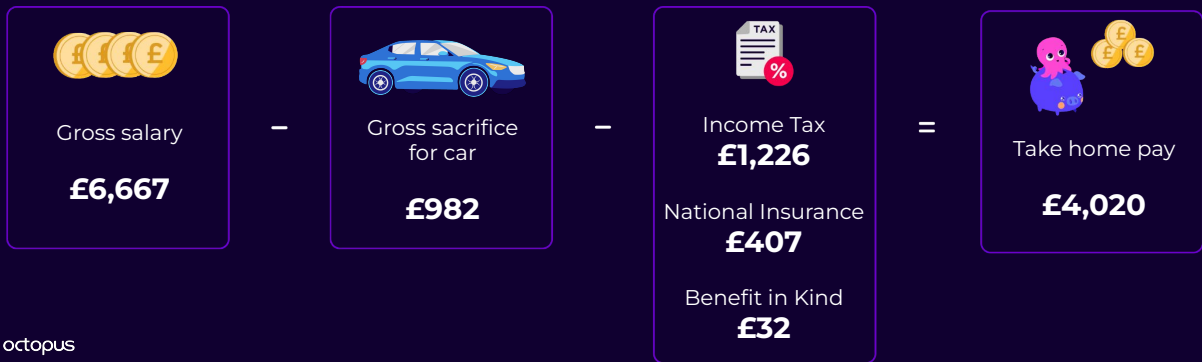 Gross salary
£6,667
-
Gross sacrifice
for car
£982
-
TAX
%
Income Tax
£1,226
National Insurance
£407
Benefit in Kind
£32
=
Take home pay
£4,020
£ £ £ £
£
£ £
octopus